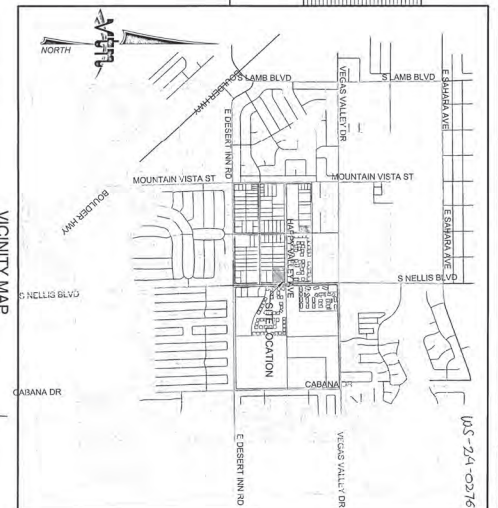 NORTH
S LAMB BLVD
S LAMB BLVD
BOULDER HWY
E DESERT INN RD
VEGAS VALLEY DR
E SAHARA AVE
MOUNTAIN VISTA ST
MOUNTAIN VISTA ST
BOULDER HWY
HAPPY VALLEY AVE
E SAHARA AVE
S NELLIS BLVD
S NELLIS BLVD
SITE LOCATION
CABANA DR
CABANA DR
E DESERT INN RD
VEGAS VALLEY DR
VICINITY MAP
WS-24-0276